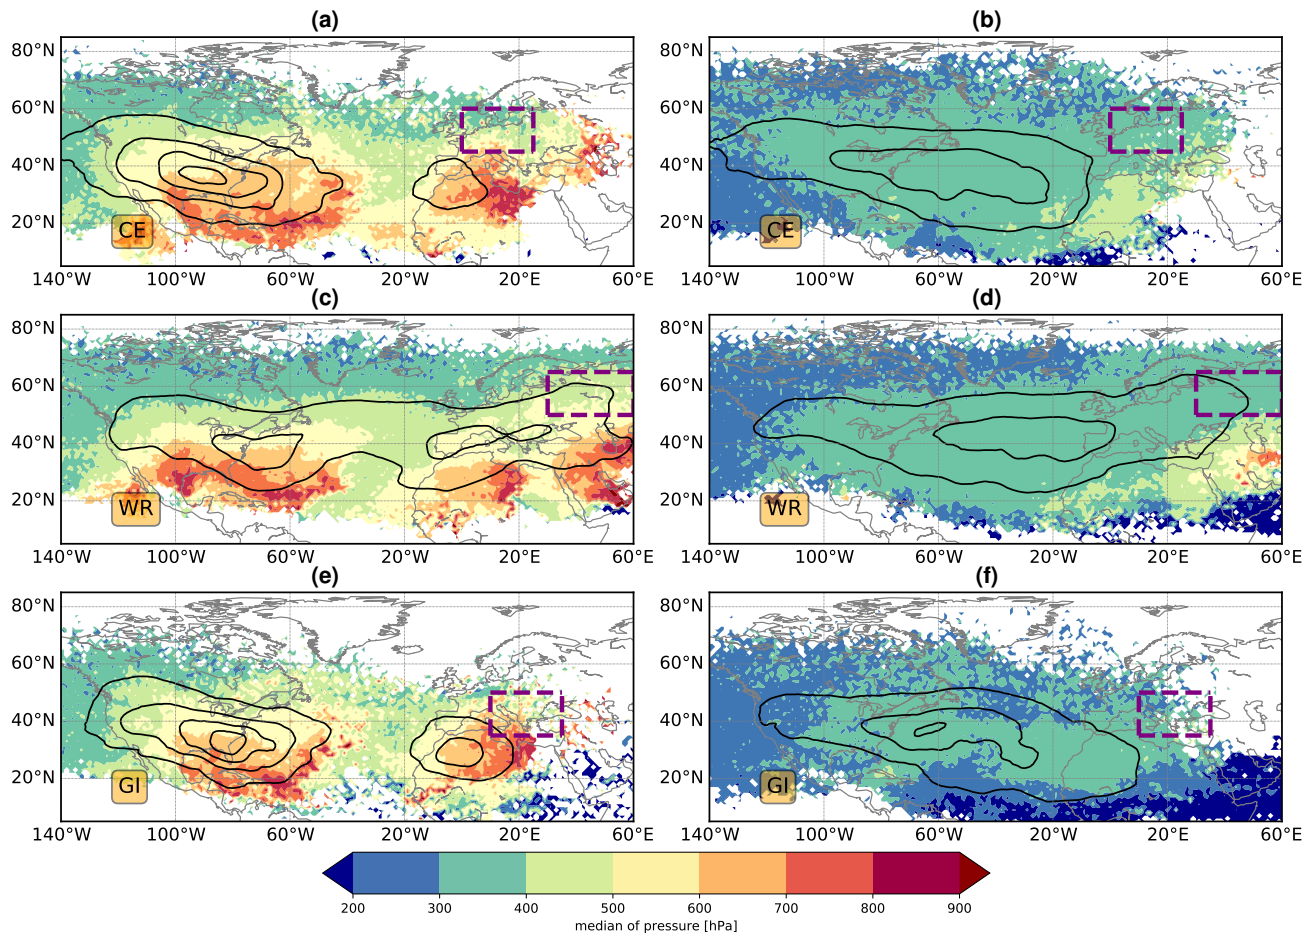 (a) (b)
80°N 80°N
60°N 60°N
40°N 40°N
20°N 20°N
CE CE
140°W 100°W 60°W 20°W 20°E 60°E 140°W 100°W 60°W 20°W 20°E 60°E
(c) (d)
80°N 80°N
60°N 60°N
40°N 40°N
20°N 20°N
WR WR
140°W 100°W 60°W 20°W 20°E 60°E 140°W 100°W 60°W 20°W 20°E 60°E
(e) (f)
80°N 80°N
60°N 60°N
40°N 40°N
20°N 20°N
GI GI
140°W 100°W 60°W 20°W 20°E 60°E 140°W 100°W 60°W 20°W 20°E 60°E
200 300 400 500 600 700 800 900
median of pressure [hPa]